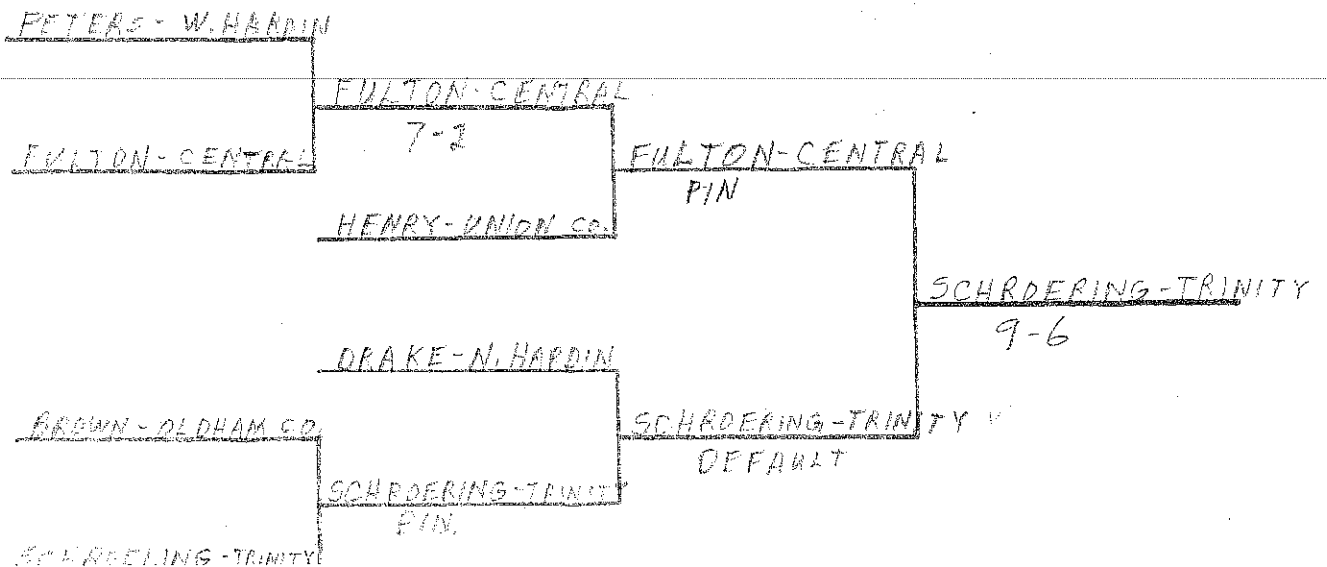 PETERS - W. HARDIN
FULTON-CENTRAL
7-2
FULTON-CENTRAL
FULTON-CENTRAL
PIN
HENRY-UNION CO.
SCHROERING-TRINITY
9-6
DRAKE-N. HARDIN
BROWN-OLDHAM CO.
SCHROERING-TRINITY
DEFAULT
SCHROERING-TRINITY
PIN.
SCHROERING-TRINITY